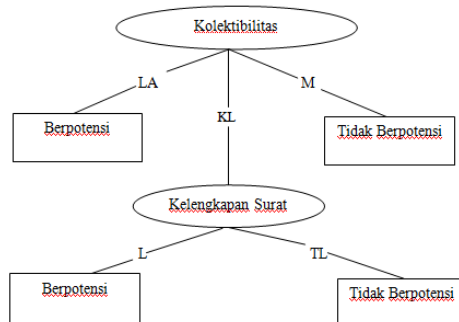 Kolektibilitas
LA
M
KL
Berpotensi
Tidak Berpotensi
Kelengkapan Surat
L
TL
Berpotensi
Tidak Berpotensi